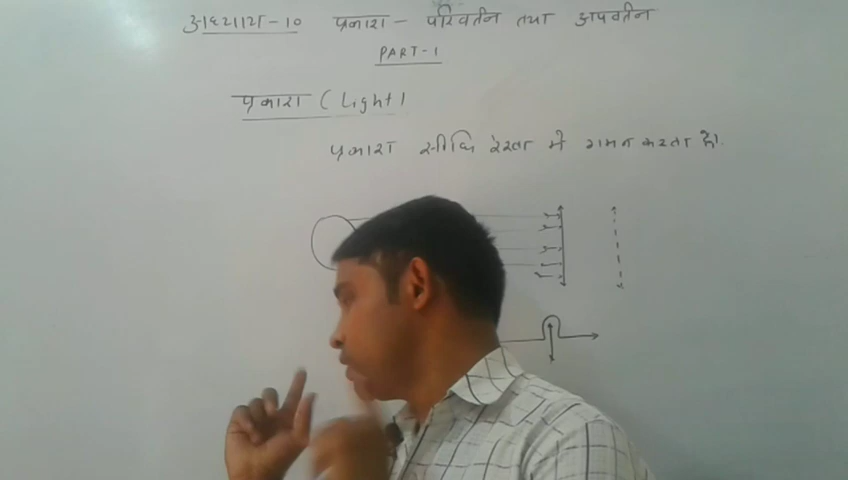 अध्याय-10 प्रकाश - परिवर्तन तथा अपवर्तन
PART-1
प्रकाश (Light)
प्रकाश सीधि रेखा में गमन करता है।